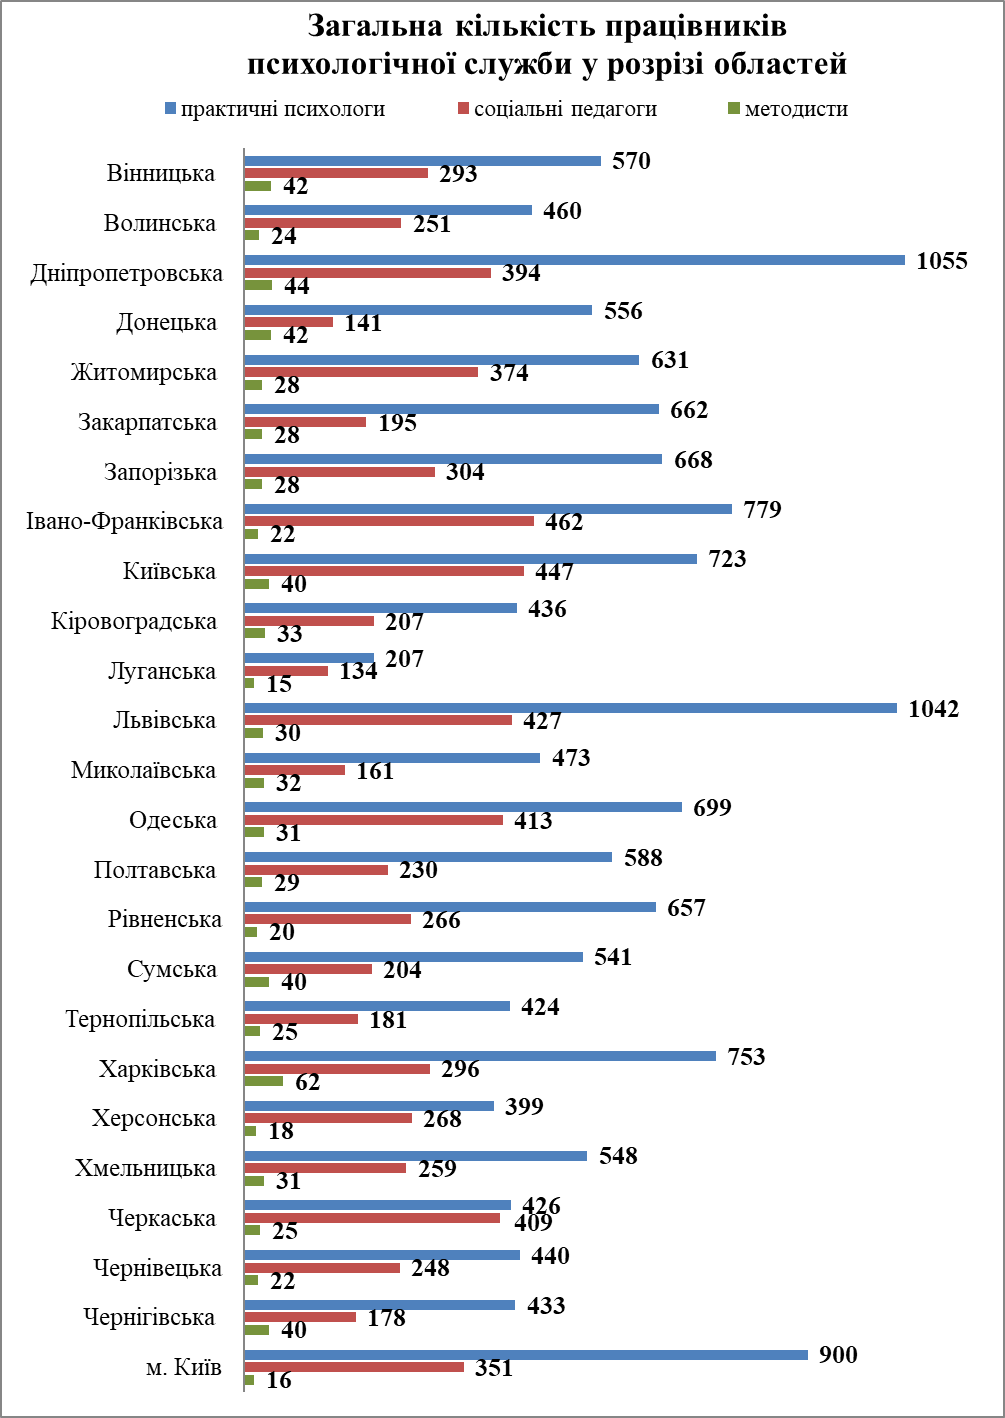 Загальна кількість працівників
психологічної служби у розрізі областей
практичні психологи соціальні педагоги методисти
570
Вінницька 293
42
460
Волинська 251
24
1055
Дніпропетровська 394
44
556
Донецька 141
42
631
Житомирська 374
28
662
Закарпатська 195
28
668
Запорізька 304
28
779
Івано-Франківська 462
22
723
Київська 447
40
436
Кіровоградська 207
33
207
Луганська 134
15
1042
Львівська 427
30
473
Миколаївська 161
32
699
Одеська 413
31
588
Полтавська 230
29
657
Рівненська 266
20
541
Сумська 204
40
424
Тернопільська 181
25
753
Харківська 296
62
399
Херсонська 268
18
548
Хмельницька 259
31
426
Черкаська 409
25
440
Чернівецька 248
22
433
Чернігівська 178
40
900
м. Київ 351
16